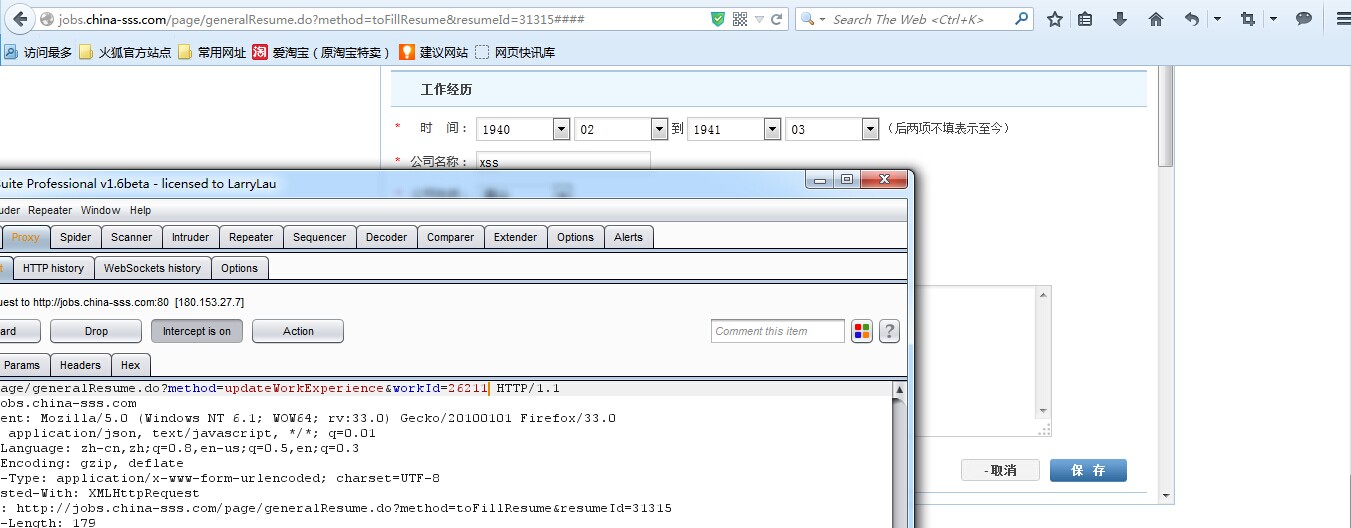 jobs.china-sss.com/page/generalResume.do?method=toFillResume&resumeId=31315####
Search The Web <Ctrl+K>
访问最多 火狐官方站点 常用网址 爱淘宝（原淘宝特卖） 建议网站 网页快讯库
工作经历
* 时 间： 1940 02 到 1941 03 （后两项不填表示至今）
* 公司名称： xss
Suite Professional v1.6beta - licensed to LarryLau
uder Repeater Window Help
Proxy Spider Scanner Intruder Repeater Sequencer Decoder Comparer Extender Options Alerts
t HTTP history WebSockets history Options
uest to http://jobs.china-sss.com:80 [180.153.27.7]
ard Drop Intercept is on Action Comment this item ?
Params Headers Hex
age/generalResume.do?method=updateWorkExperience&workId=26211 HTTP/1.1
obs.china-sss.com
ent: Mozilla/5.0 (Windows NT 6.1; WOW64; rv:33.0) Gecko/20100101 Firefox/33.0
application/json, text/javascript, */*; q=0.01
Language: zh-cn,zh;q=0.8,en-us;q=0.5,en;q=0.3
Encoding: gzip, deflate
-Type: application/x-www-form-urlencoded; charset=UTF-8
sted-With: XMLHttpRequest
: http://jobs.china-sss.com/page/generalResume.do?method=toFillResume&resumeId=31315
-Length: 179
-取消 保 存